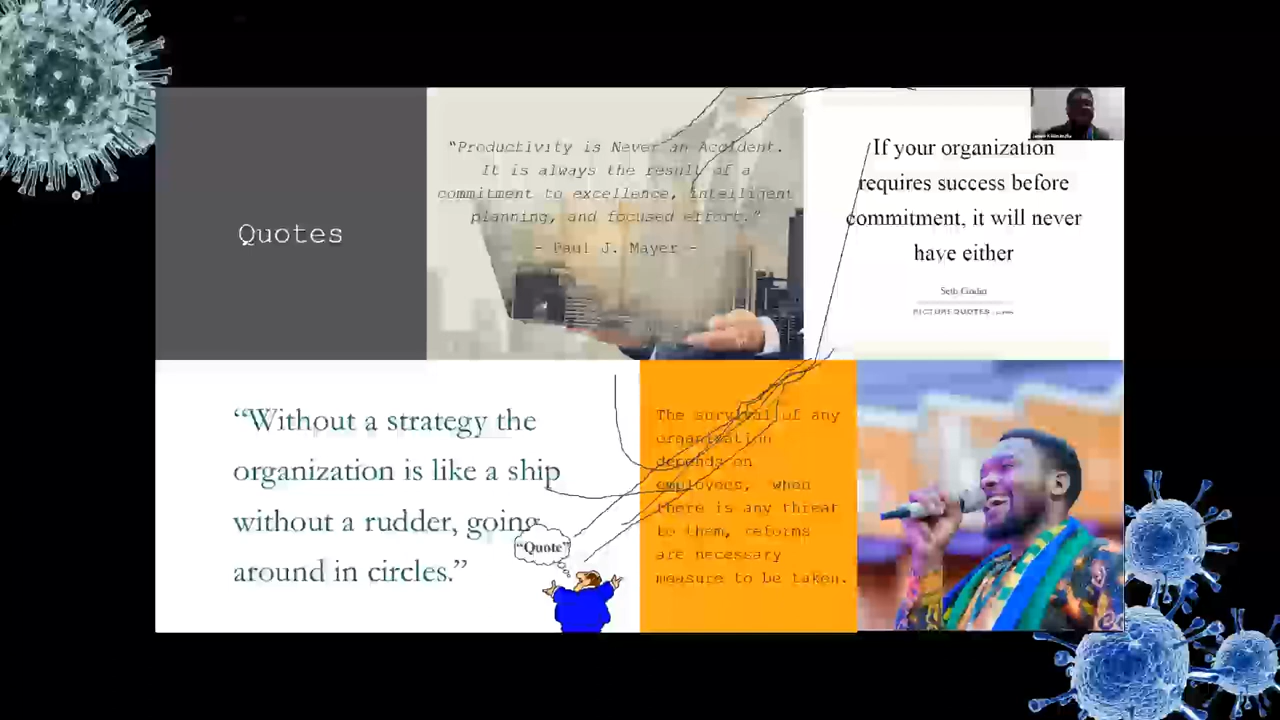 Quotes
“Productivity is Never an Accident.
It is always the result of a
commitment to excellence, intelligent
planning, and focused effort.”
- Paul J. Mayer -
If your organization
requires success before
commitment, it will never
have either
Seth Godin
PICTURE QUOTES
“Without a strategy the
organization is like a ship
without a rudder, going
around in circles.”
“Quote”
The survival of any
organization
depends on
employees, when
there is any threat
to them, reforms
are necessary
measure to be taken.